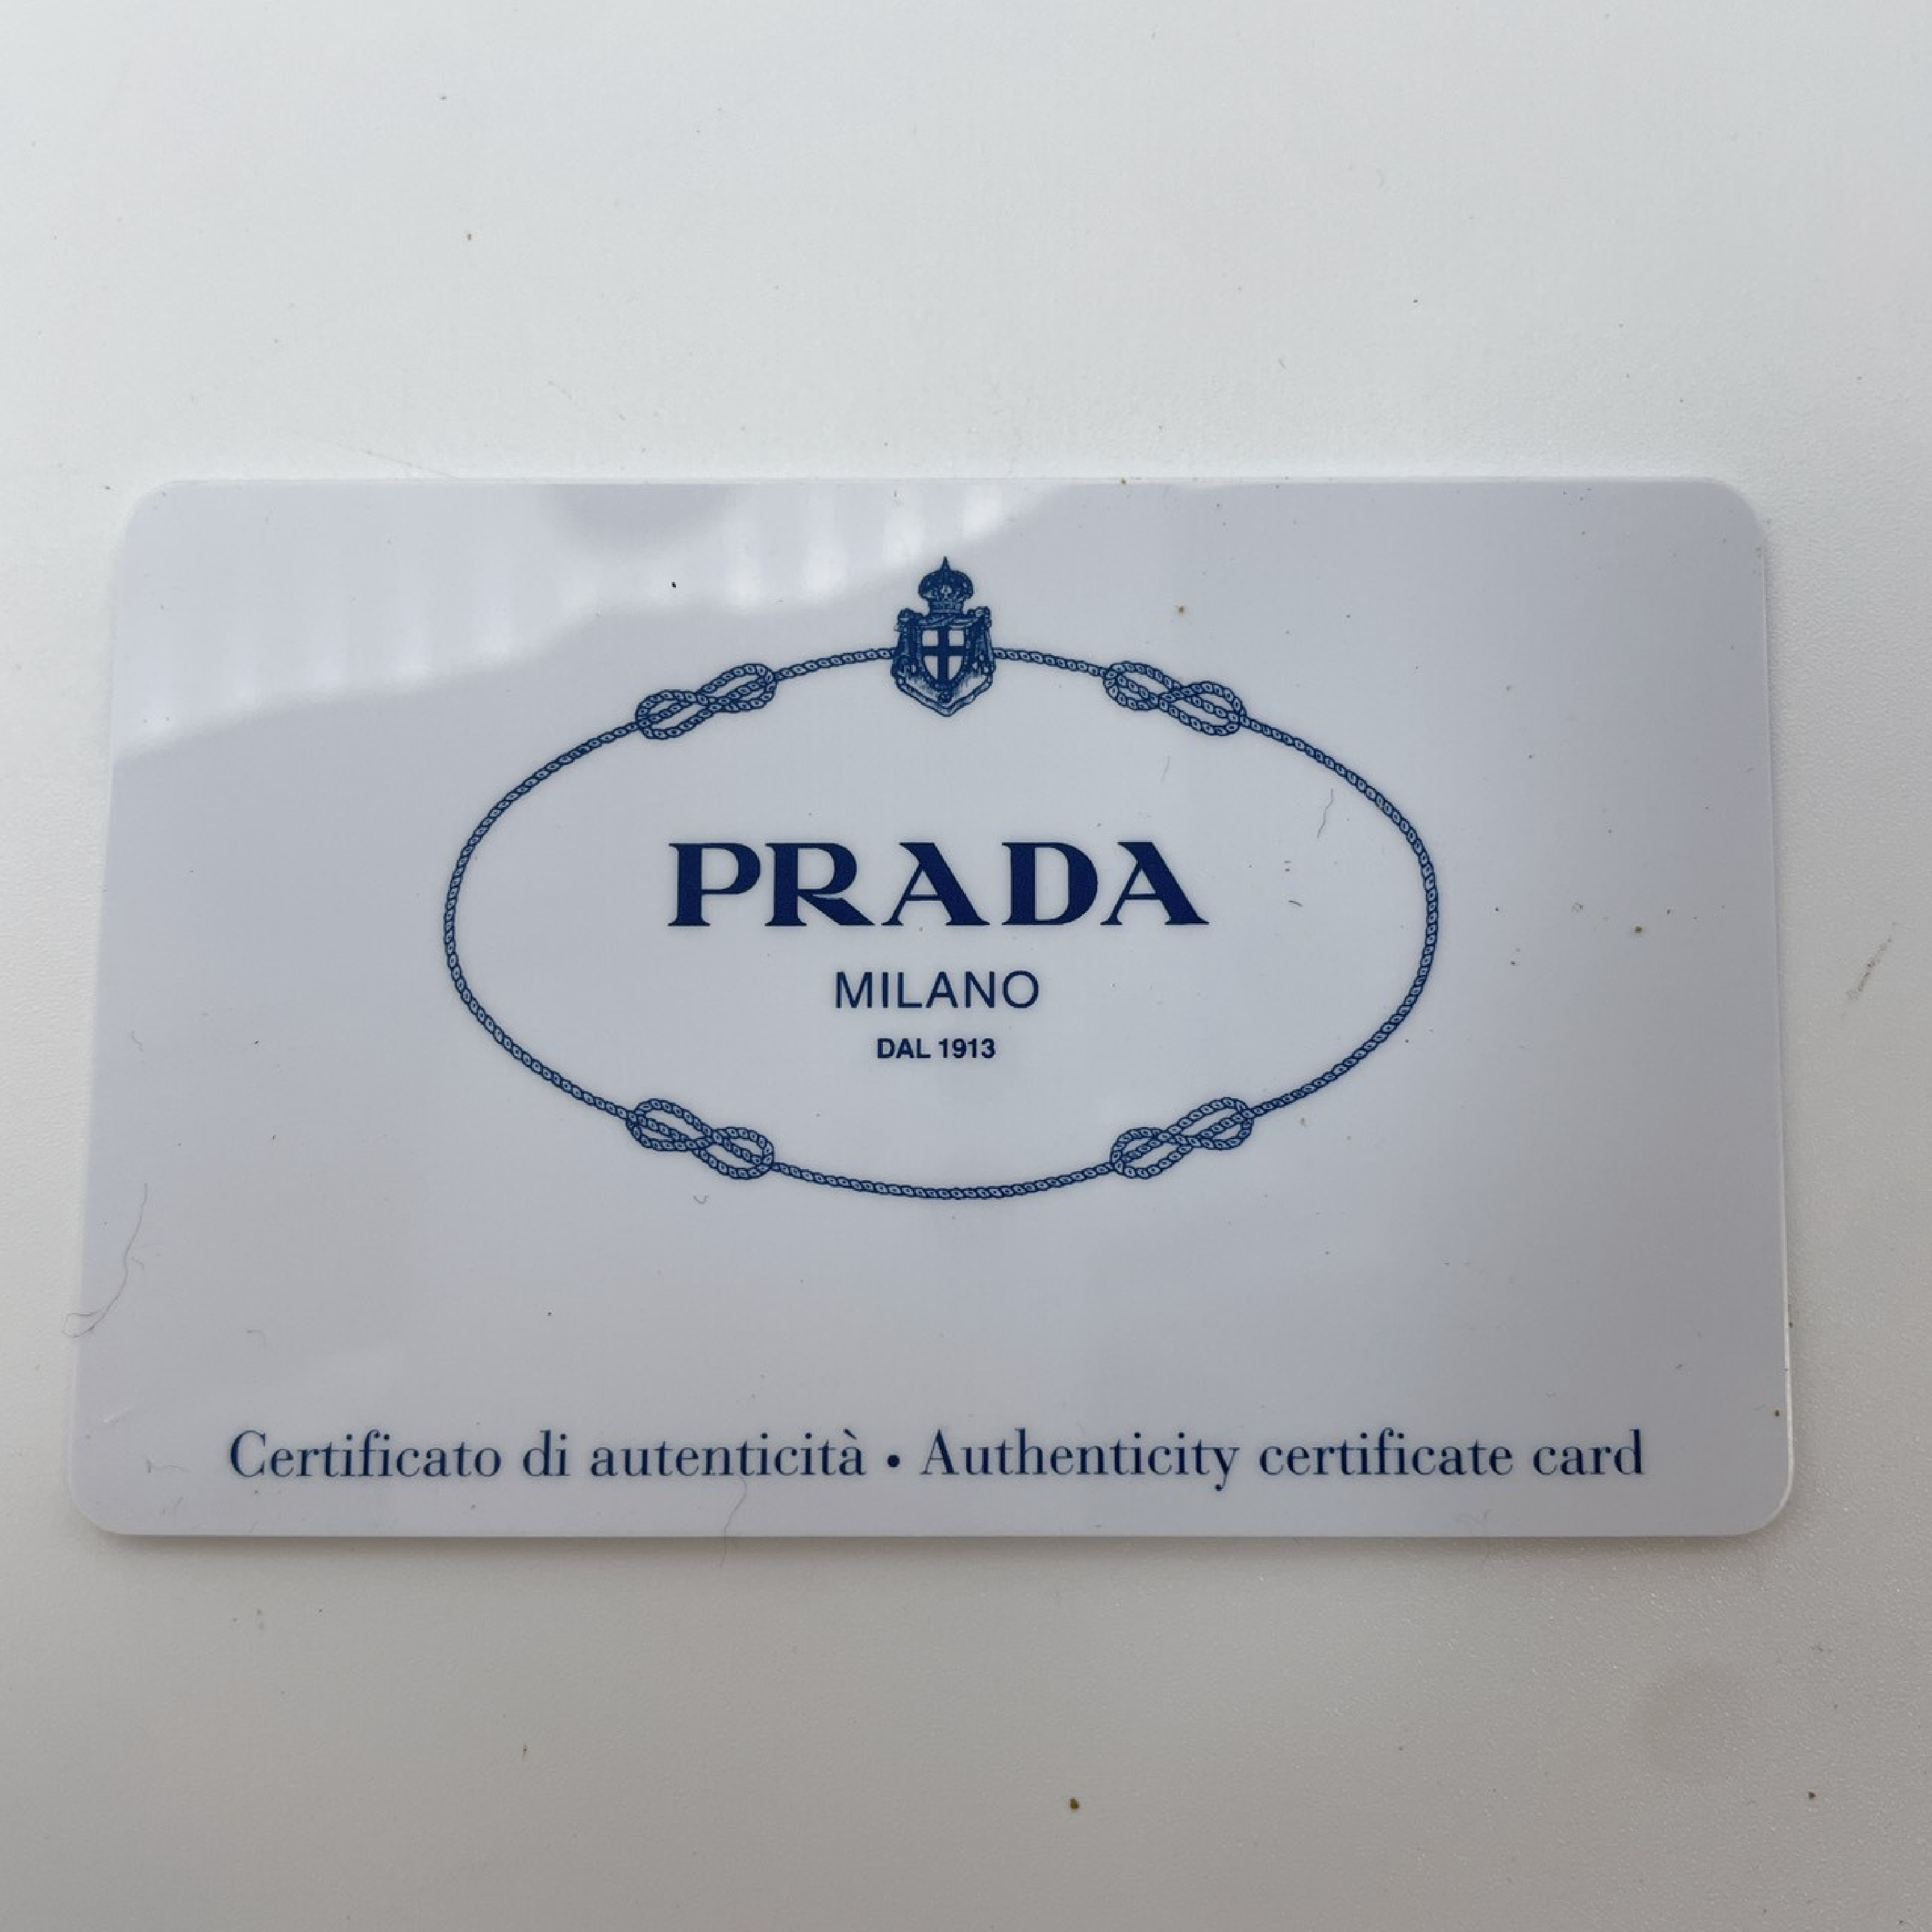 PRADA
MILANO
DAL 1913
Certificato di autenticità • Authenticity certificate card